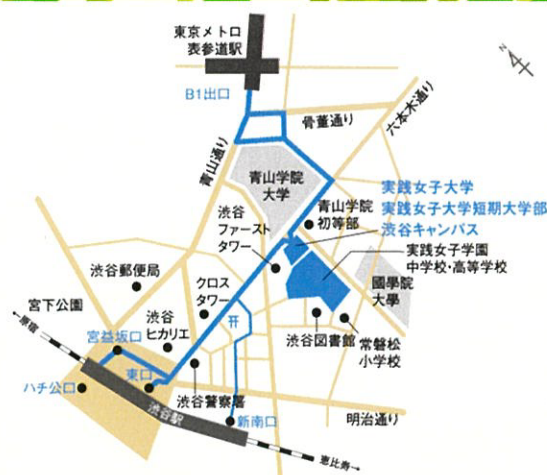 東京メトロ
表参道駅
N
B1出口
骨董通り
六本木通り
青山通り
青山学院
大学
実践女子大学
実践女子大学短期大学部
渋谷キャンパス
青山学院
初等部
渋谷
ファースト
タワー
実践女子学園
中学校・高等学校
國學院
大學
渋谷郵便局
クロス
タワー
宮下公園
渋谷
ヒカリエ
渋谷図書館
常磐松
小学校
←原宿
宮益坂口
東口
ハチ公口
渋谷警察署
渋谷駅
新南口
明治通り
恵比寿→